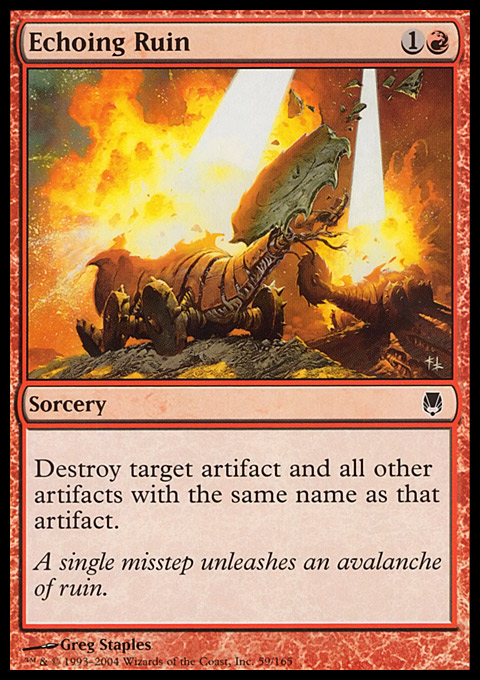 Echoing Ruin 1
Sorcery
Destroy target artifact and all other
artifacts with the same name as that
artifact.
A single misstep unleashes an avalanche
of ruin.
Greg Staples
™ & © 1993–2004 Wizards of the Coast, Inc. 59/165